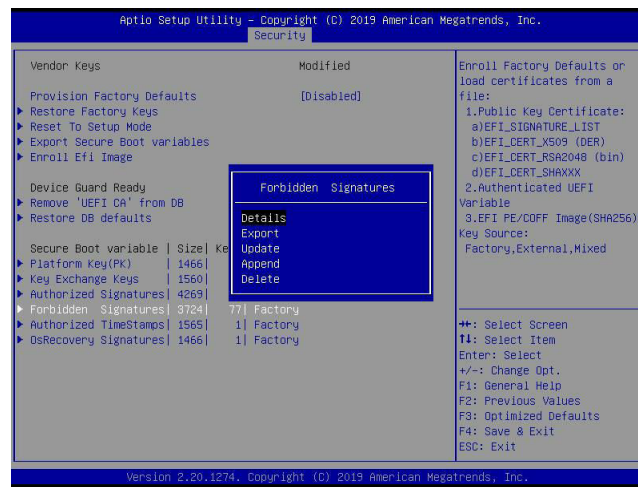 Aptio Setup Utility – Copyright (C) 2019 American Megatrends, Inc.
Security
Vendor Keys Modified
Provision Factory Defaults [Disabled]
Restore Factory Keys
Reset To Setup Mode
Export Secure Boot variables
Enroll Efi Image
Device Guard Ready
Remove 'UEFI CA' from DB
Restore DB defaults
Secure Boot variable | Size| Ke
Platform Key(PK) | 1466|
Key Exchange Keys | 1560|
Authorized Signatures| 4269|
Forbidden Signatures| 3724| 77| Factory
Authorized TimeStamps| 1565| 1| Factory
OsRecovery Signatures| 1466| 1| Factory
Forbidden Signatures
Details
Export
Update
Append
Delete
Enroll Factory Defaults or
load certificates from a
file:
1.Public Key Certificate:
a)EFI_SIGNATURE_LIST
b)EFI_CERT_X509 (DER)
c)EFI_CERT_RSA2048 (bin)
d)EFI_CERT_SHAXXX
2.Authenticated UEFI
Variable
3.EFI PE/COFF Image(SHA256)
Key Source:
Factory,External,Mixed
→←: Select Screen
↑↓: Select Item
Enter: Select
+/-: Change Opt.
F1: General Help
F2: Previous Values
F3: Optimized Defaults
F4: Save & Exit
ESC: Exit
Version 2.20.1274. Copyright (C) 2019 American Megatrends, Inc.